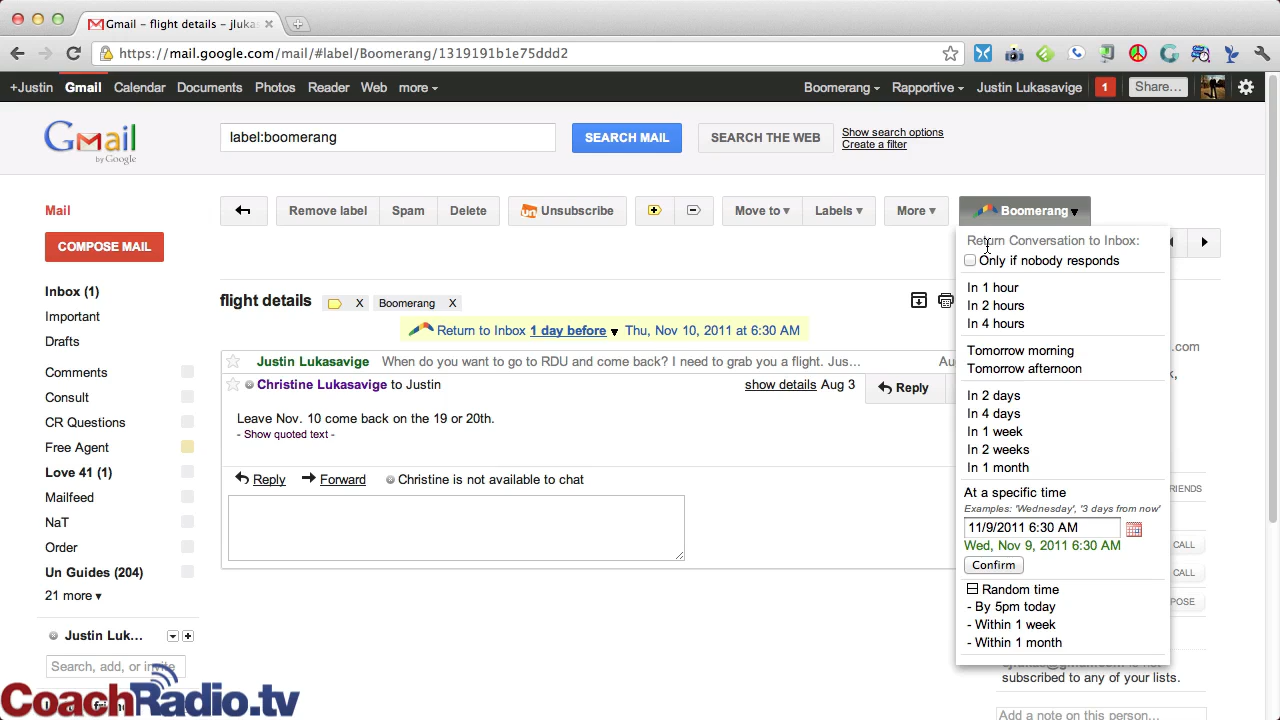 Gmail – flight details – jluka
https://mail.google.com/mail/#label/Boomerang/1319191b1e75ddd2
+Justin Gmail Calendar Documents Photos Reader Web more Boomerang Rapportive Justin Lukasavige 1 Share...
Gmail
by Google
label:boomerang
SEARCH MAIL
SEARCH THE WEB
Show search options
Create a filter
Mail
COMPOSE MAIL
Inbox (1)
Important
Drafts
Comments
Consult
CR Questions
Free Agent
Love 41 (1)
Mailfeed
NaT
Order
Un Guides (204)
21 more
Justin Luk...
Search, add, or invite
CoachRadio.tv
Remove label Spam Delete Unsubscribe Move to Labels More Boomerang
flight details X Boomerang X
Return to Inbox 1 day before Thu, Nov 10, 2011 at 6:30 AM
Justin Lukasavige When do you want to go to RDU and come back? I need to grab you a flight. Jus...
Christine Lukasavige to Justin show details Aug 3 Reply
Leave Nov. 10 come back on the 19 or 20th.
- Show quoted text -
Reply Forward Christine is not available to chat
Return Conversation to Inbox:
Only if nobody responds
In 1 hour
In 2 hours
In 4 hours
Tomorrow morning
Tomorrow afternoon
In 2 days
In 4 days
In 1 week
In 2 weeks
In 1 month
At a specific time
Examples: 'Wednesday', '3 days from now'
11/9/2011 6:30 AM
Wed, Nov 9, 2011 6:30 AM
Confirm
Random time
- By 5pm today
- Within 1 week
- Within 1 month
.com
CALL
CALL
subscribed to any of your lists.
Add a note on this person...